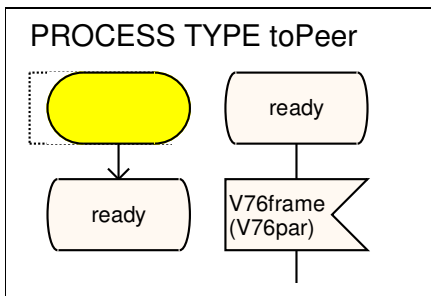 PROCESS TYPE toPeer
ready
ready
V76frame
(V76par)